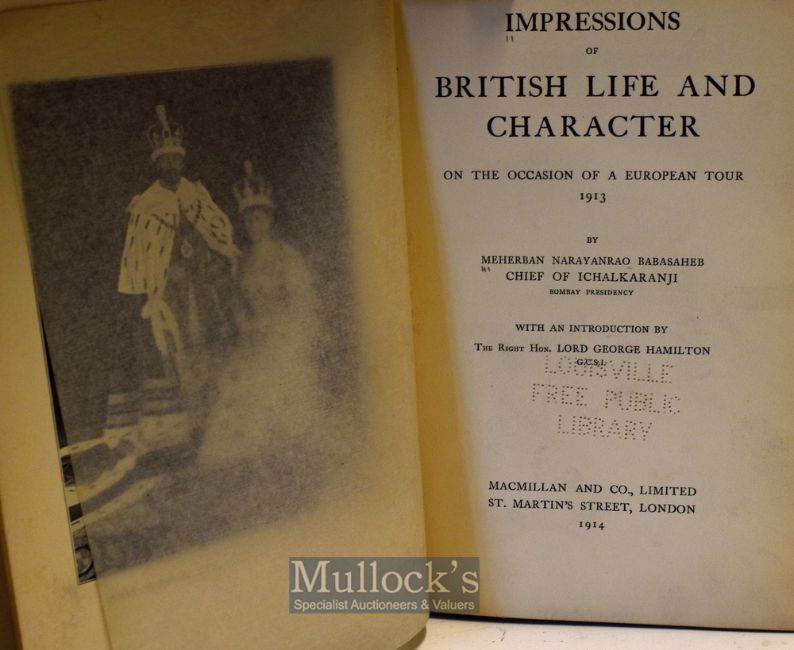 IMPRESSIONS
OF
BRITISH LIFE AND
CHARACTER
ON THE OCCASION OF A EUROPEAN TOUR
1913
BY
MEHERBAN NARAYANRAO BABASAHEB
CHIEF OF ICHALKARANJI
BOMBAY PRESIDENCY
WITH AN INTRODUCTION BY
THE RIGHT HON. LORD GEORGE HAMILTON
G.C.S.I.
LOUISVILLE
FREE PUBLIC
LIBRARY
MACMILLAN AND CO., LIMITED
ST. MARTIN'S STREET, LONDON
1914
Mullock's
Specialist Auctioneers & Valuers